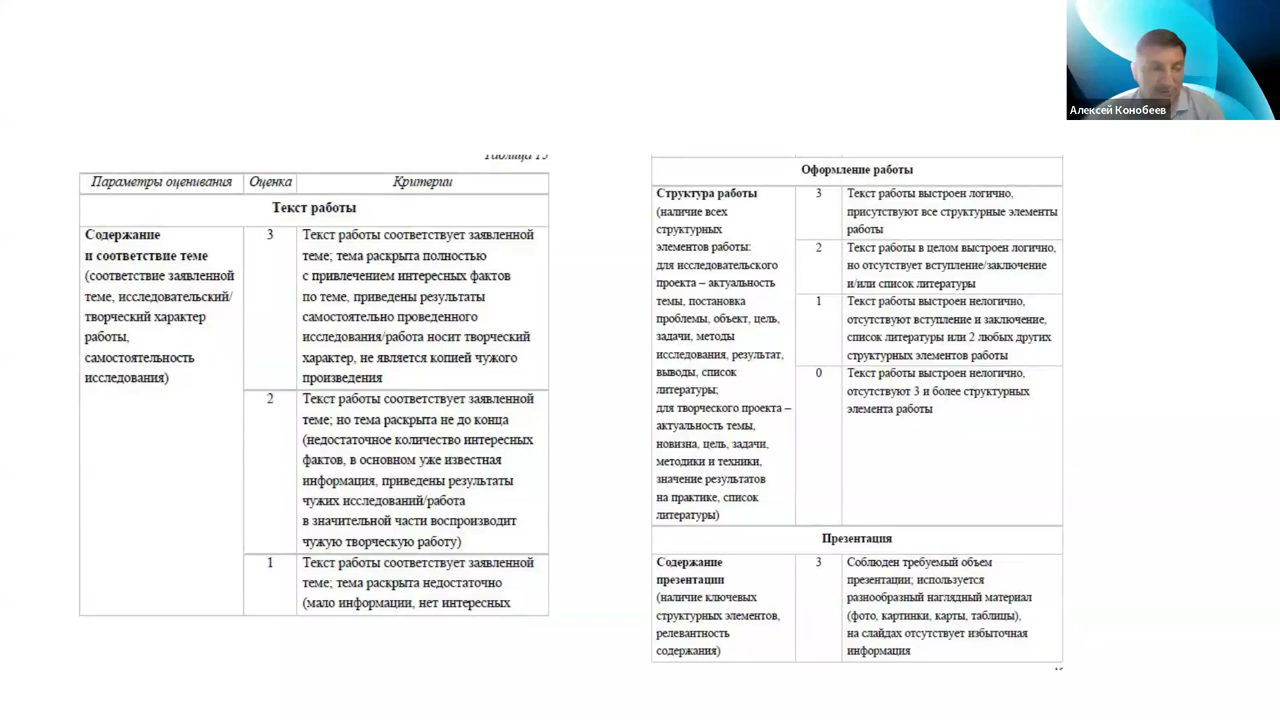 Алексей Конобеев
Таблица 15
Параметры оценивания Оценка Критерии
Текст работы
Содержание
и соответствие теме
(соответствие заявленной
теме, исследовательский/
творческий характер
работы,
самостоятельность
исследования)
3
Текст работы соответствует заявленной
теме; тема раскрыта полностью
с привлечением интересных фактов
по теме, приведены результаты
самостоятельно проведенного
исследования/работа носит творческий
характер, не является копией чужого
произведения
2
Текст работы соответствует заявленной
теме; но тема раскрыта не до конца
(недостаточное количество интересных
фактов, в основном уже известная
информация, приведены результаты
чужих исследований/работа
в значительной части воспроизводит
чужую творческую работу)
1
Текст работы соответствует заявленной
теме; тема раскрыта недостаточно
(мало информации, нет интересных
Оформление работы
Структура работы
(наличие всех
структурных
элементов работы:
для исследовательского
проекта – актуальность
темы, постановка
проблемы, объект, цель,
задачи, методы
исследования, результат,
выводы, список
литературы;
для творческого проекта –
актуальность темы,
новизна, цель, задачи,
методики и техники,
значение результатов
на практике, список
литературы)
3
Текст работы выстроен логично,
присутствуют все структурные элементы
работы
2
Текст работы в целом выстроен логично,
но отсутствует вступление/заключение
и/или список литературы
1
Текст работы выстроен нелогично,
отсутствуют вступление и заключение,
список литературы или 2 любых других
структурных элементов работы
0
Текст работы выстроен нелогично,
отсутствуют 3 и более структурных
элемента работы
Презентация
Содержание
презентации
(наличие ключевых
структурных элементов,
релевантность
содержания)
3
Соблюден требуемый объем
презентации; используется
разнообразный наглядный материал
(фото, картинки, карты, таблицы),
на слайдах отсутствует избыточная
информация